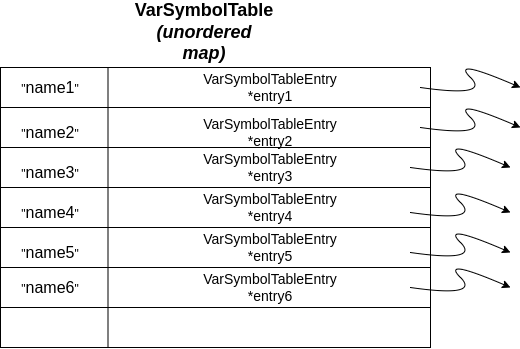 VarSymbolTable
(unordered
map)
"name1"
VarSymbolTableEntry
*entry1
"name2"
VarSymbolTableEntry
*entry2
"name3"
VarSymbolTableEntry
*entry3
"name4"
VarSymbolTableEntry
*entry4
"name5"
VarSymbolTableEntry
*entry5
"name6"
VarSymbolTableEntry
*entry6